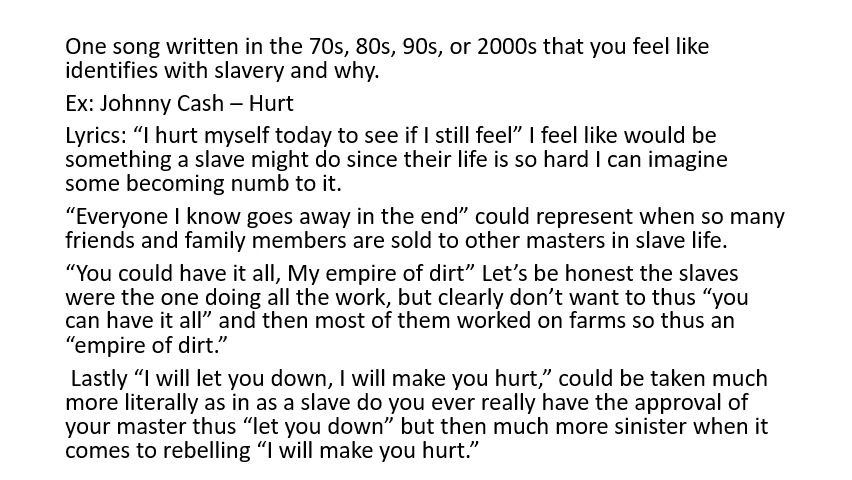 One song written in the 70s, 80s, 90s, or 2000s that you feel like
identifies with slavery and why.
Ex: Johnny Cash – Hurt
Lyrics: “I hurt myself today to see if I still feel” I feel like would be
something a slave might do since their life is so hard I can imagine
some becoming numb to it.
“Everyone I know goes away in the end” could represent when so many
friends and family members are sold to other masters in slave life.
“You could have it all, My empire of dirt” Let’s be honest the slaves
were the one doing all the work, but clearly don’t want to thus “you
can have it all” and then most of them worked on farms so thus an
“empire of dirt.”
Lastly “I will let you down, I will make you hurt,” could be taken much
more literally as in as a slave do you ever really have the approval of
your master thus “let you down” but then much more sinister when it
comes to rebelling “I will make you hurt.”